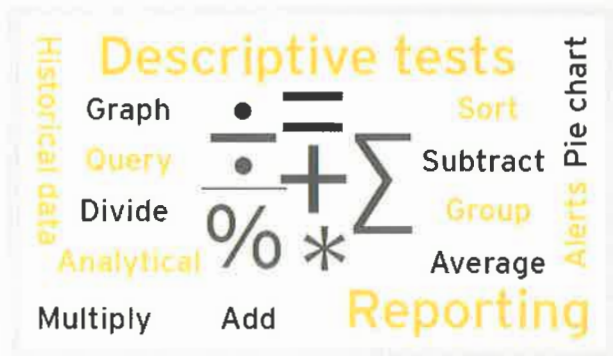 Descriptive tests
Historical data
Graph
÷ =
Sort
Pie chart
Query
+ ∑
Subtract
Divide
Group
Alerts
% *
Analytical
Average
Multiply
Add
Reporting